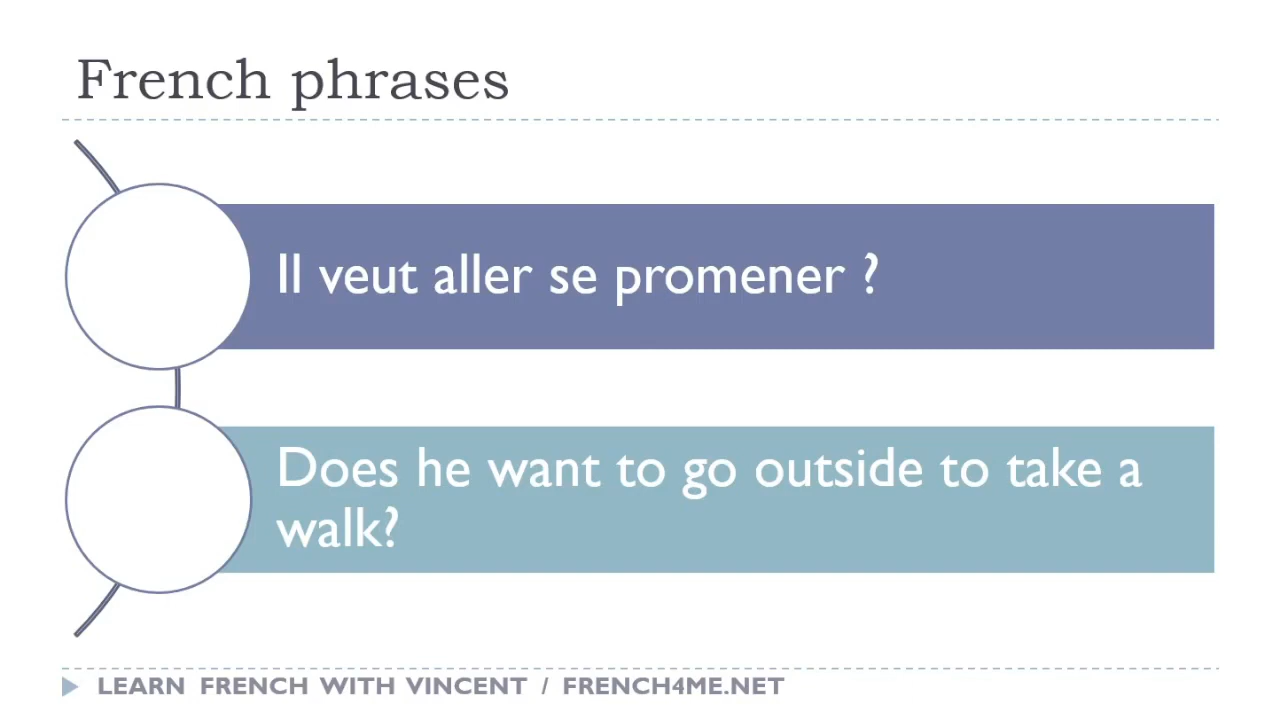 French phrases
Il veut aller se promener ?
Does he want to go outside to take a
walk?
LEARN FRENCH WITH VINCENT / FRENCH4ME.NET